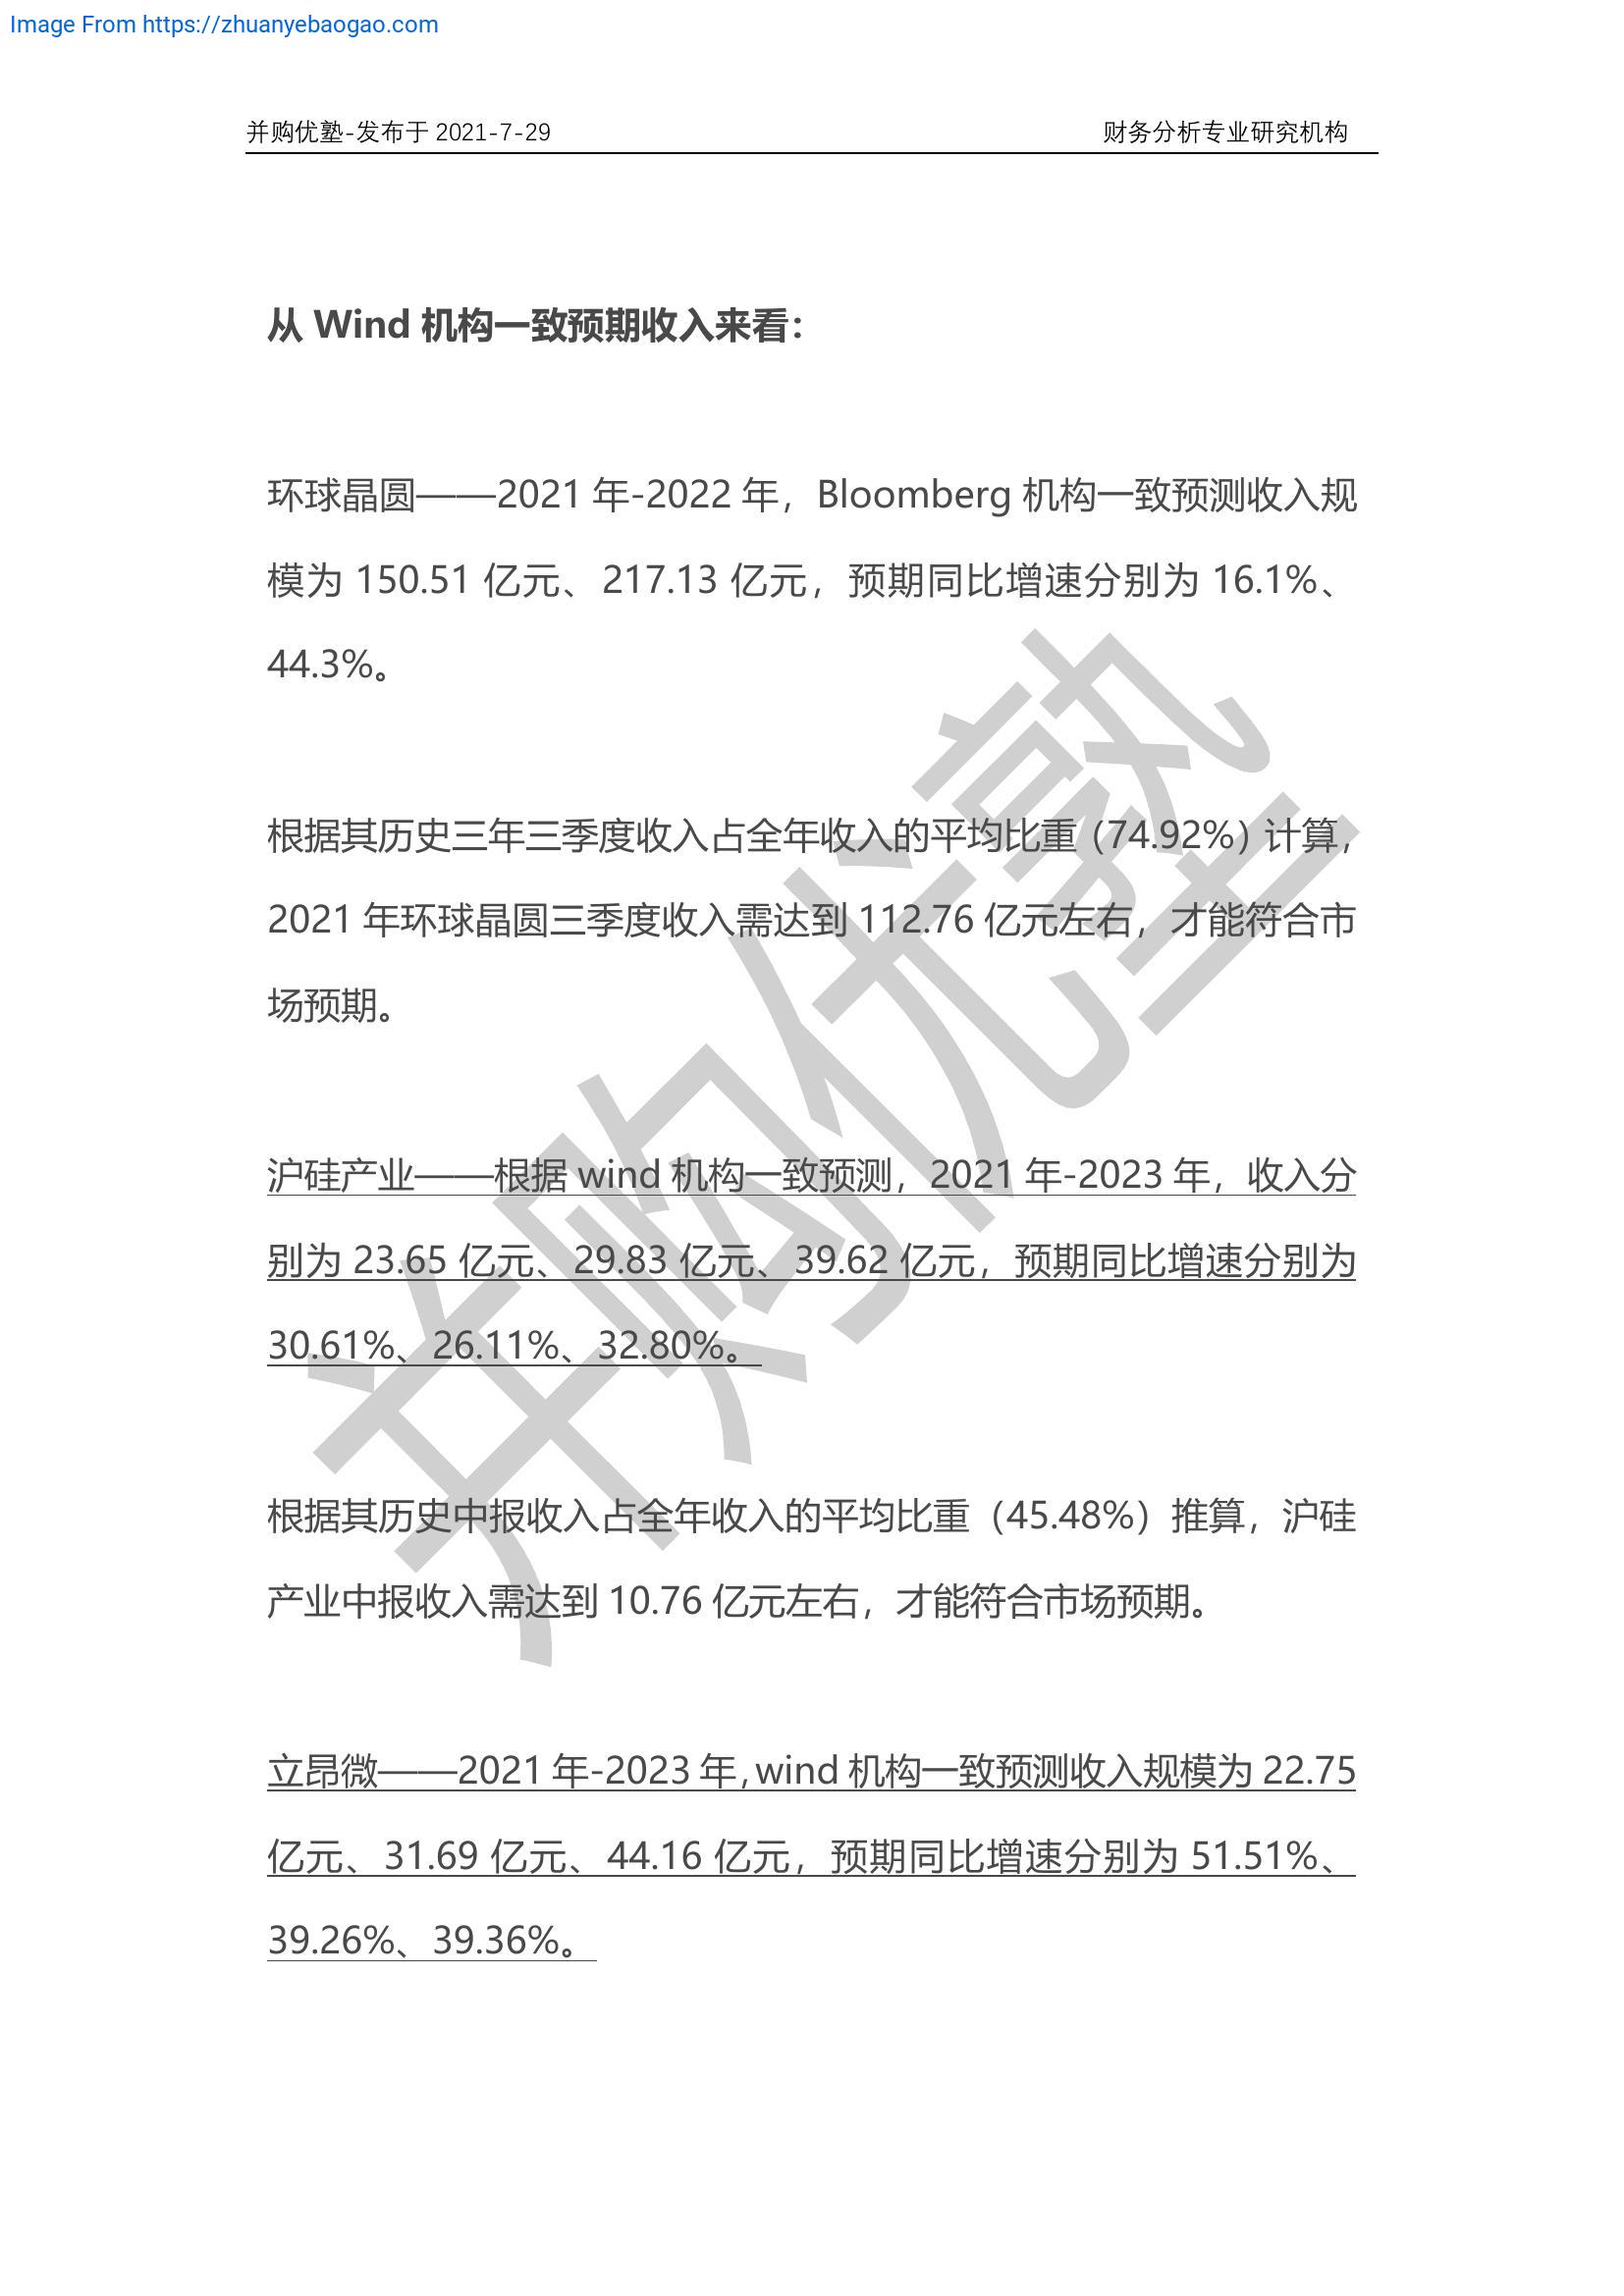 Image From https://zhuanyebaogao.com
并购优塾-发布于 2021-7-29 财务分析专业研究机构
从 Wind 机构一致预期收入来看：
环球晶圆——2021 年-2022 年，Bloomberg 机构一致预测收入规
模为 150.51 亿元、217.13 亿元，预期同比增速分别为 16.1%、
44.3%。
根据其历史三年三季度收入占全年收入的平均比重（74.92%）计算，
2021 年环球晶圆三季度收入需达到 112.76 亿元左右，才能符合市
场预期。
沪硅产业——根据 wind 机构一致预测，2021 年-2023 年，收入分
别为 23.65 亿元、29.83 亿元、39.62 亿元，预期同比增速分别为
30.61%、26.11%、32.80%。
根据其历史中报收入占全年收入的平均比重（45.48%）推算，沪硅
产业中报收入需达到 10.76 亿元左右，才能符合市场预期。
立昂微——2021 年-2023 年，wind 机构一致预测收入规模为 22.75
亿元、31.69 亿元、44.16 亿元，预期同比增速分别为 51.51%、
39.26%、39.36%。
并购优塾